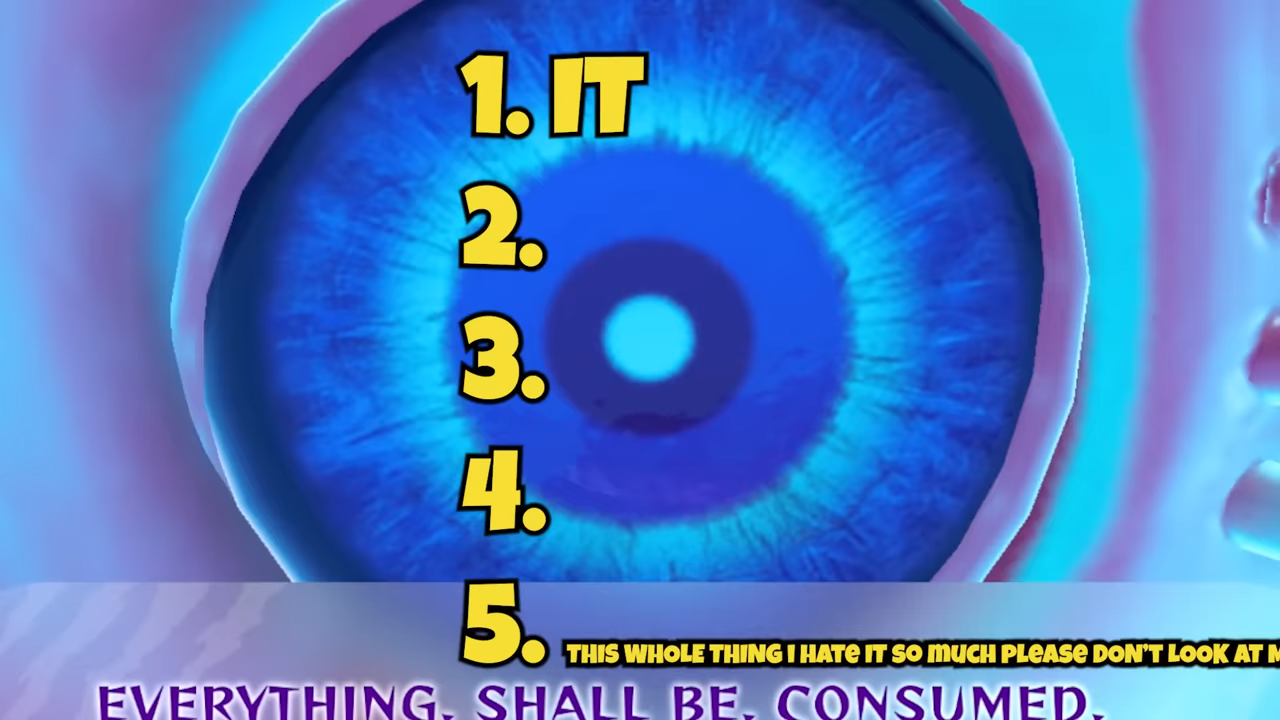 1. IT
2.
3.
4.
5. THIS WHOLE THING I HATE IT SO MUCH PLEASE DON'T LOOK AT
EVERYTHING. SHALL BE. CONSUMED.